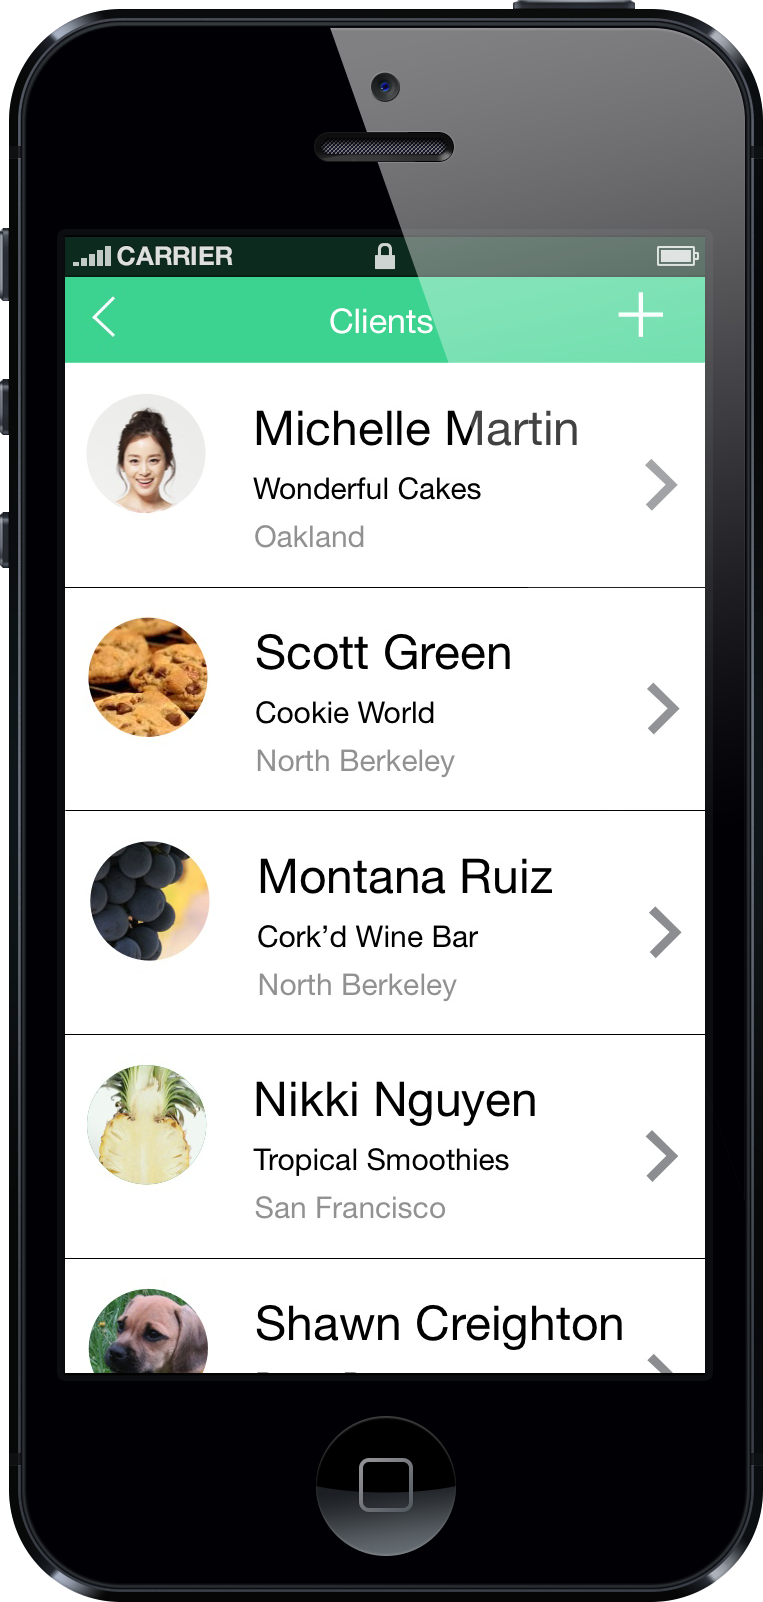 CARRIER
Clients
Michelle Martin
Wonderful Cakes
Oakland
Scott Green
Cookie World
North Berkeley
Montana Ruiz
Cork’d Wine Bar
North Berkeley
Nikki Nguyen
Tropical Smoothies
San Francisco
Shawn Creighton